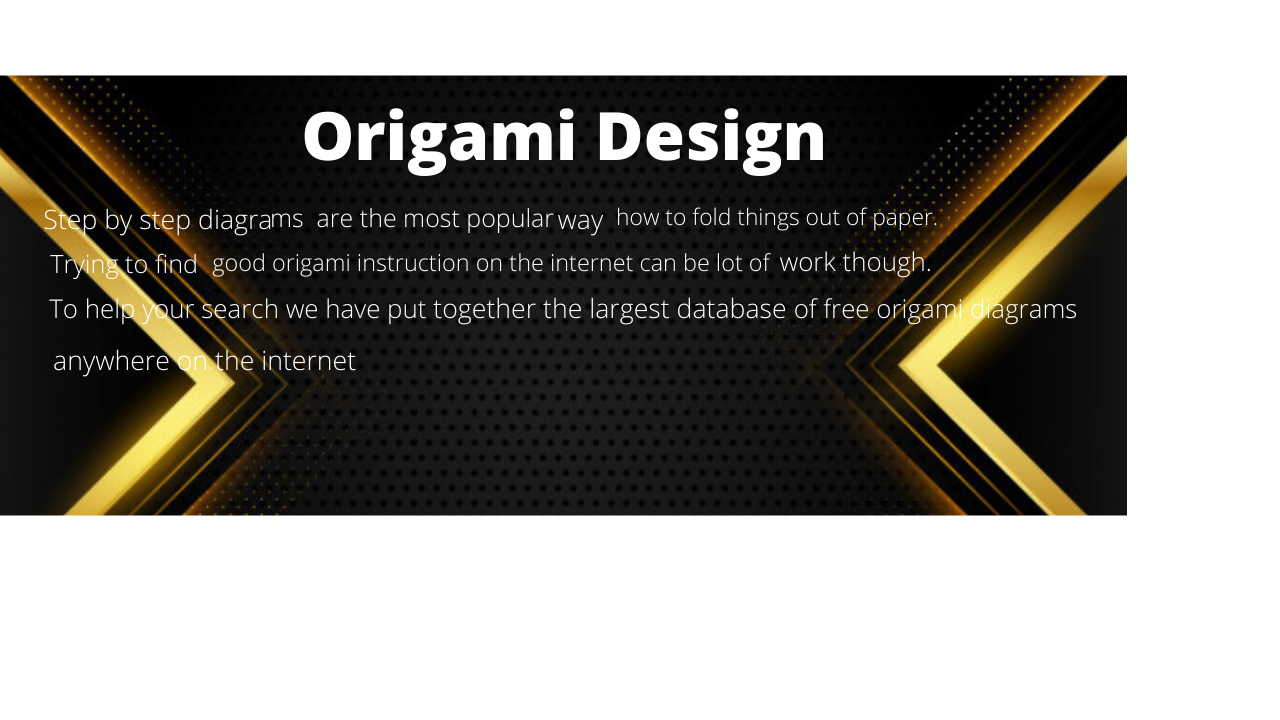 Origami Design
Step by step diagrams are the most popular way how to fold things out of paper.
Trying to find good origami instruction on the internet can be lot of work though.
To help your search we have put together the largest database of free origami diagrams
anywhere on the internet